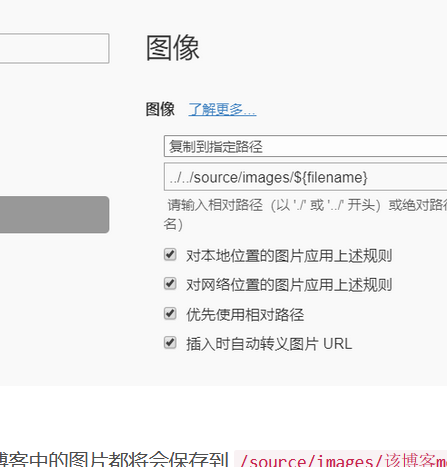 图像
图像 了解更多...
复制到指定路径
../../source/images/${filename}
请输入相对路径（以 './' 或 '../' 开头）或绝对路径
名）
对本地位置的图片应用上述规则
对网络位置的图片应用上述规则
优先使用相对路径
插入时自动转义图片 URL
博客中的图片都将会保存到 /source/images/该博客m